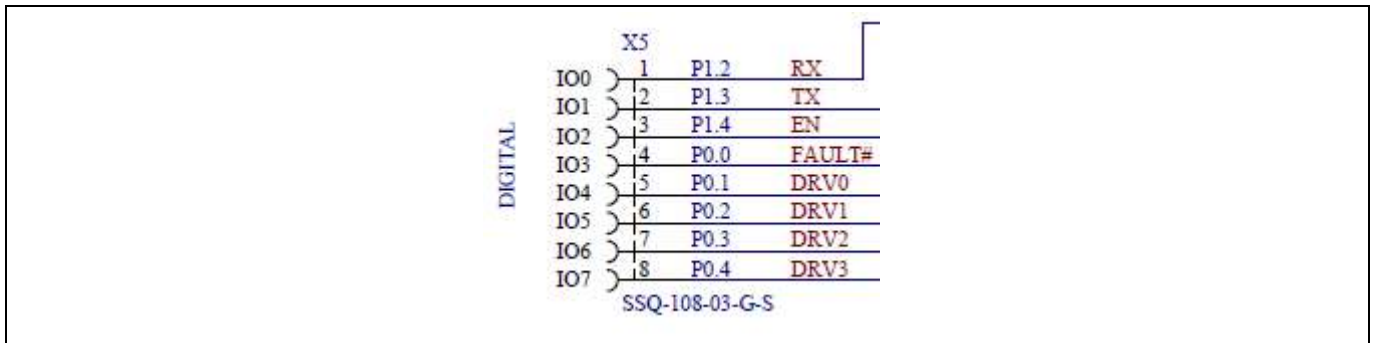 X5
IO0 1 P1.2 RX
IO1 2 P1.3 TX
IO2 3 P1.4 EN
IO3 4 P0.0 FAULT#
IO4 5 P0.1 DRV0
IO5 6 P0.2 DRV1
IO6 7 P0.3 DRV2
IO7 8 P0.4 DRV3
DIGITAL
SSQ-108-03-G-S